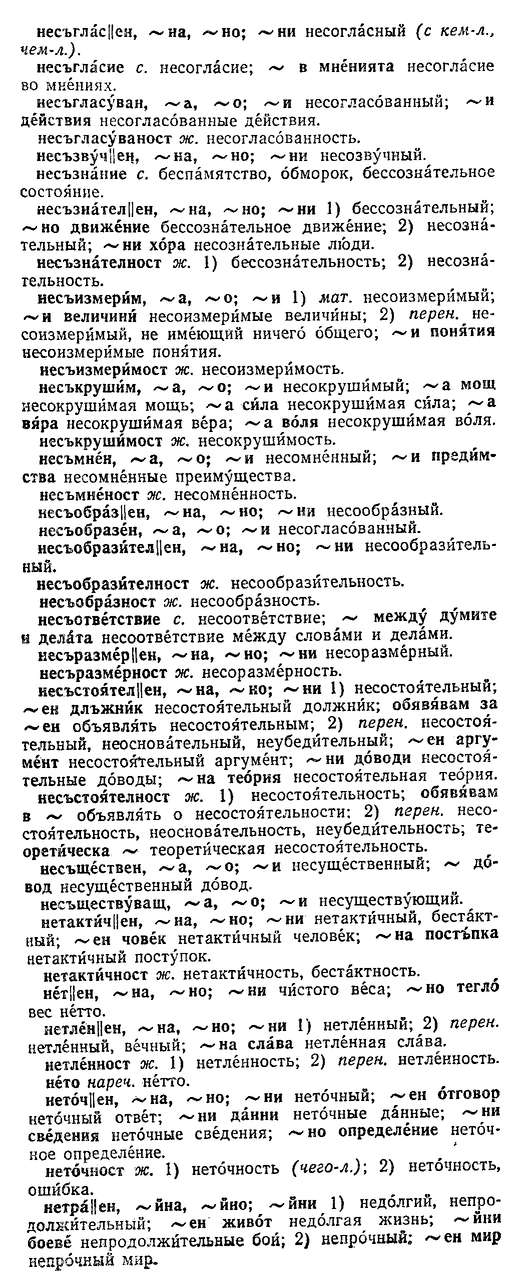 несъгла́с||ен, ~на, ~но; ~ни несогла́сный (с кем-л.,
чем-л.).
несъгла́сие с. несогла́сие; ~ в мне́нията несогла́сие
во мне́ниях.
несъгласу́ван, ~а, ~о; ~и несогласо́ванный; ~и
де́йствия несогласо́ванные де́йствия.
несъгласу́ваност ж. несогласо́ванность.
несъзву́ч||ен, ~на, ~но; ~ни несозву́чный.
несъзна́ние с. беспа́мятство, о́бморок, бессозна́тельное
состоя́ние.
несъзна́тел||ен, ~на, ~но; ~ни 1) бессозна́тельный;
~но движе́ние бессозна́тельное движе́ние; 2) несозна́-
тельный; ~ни хо́ра несозна́тельные лю́ди.
несъзна́телност ж. 1) бессозна́тельность; 2) несозна́-
тельность.
несъизмери́м, ~а, ~о; ~и 1) мат. несоизмери́мый;
~и величини́ несоизмери́мые величи́ны; 2) перен. не-
соизмери́мый, не име́ющий ничего́ о́бщего; ~и поня́тия
несоизмери́мые поня́тия.
несъизмери́мост ж. несоизмери́мость.
несъкруши́м, ~а, ~о; ~и несокруши́мый; ~а мощ
несокруши́мая мощь; ~а си́ла несокруши́мая си́ла; ~а
вя́ра несокруши́мая ве́ра; ~а во́ля несокруши́мая во́ля.
несъкруши́мост ж. несокруши́мость.
несъмне́н, ~а, ~о; ~и несомне́нный; ~и преди́м-
ства несомне́нные преиму́щества.
несъмне́ност ж. несомне́нность.
несъобра́з||ен, ~на, ~но; ~ни несообра́зный.
несъобразе́н, ~а, ~о; ~и несогласо́ванный.
несъобрази́тел||ен, ~на, ~но; ~ни несообрази́тель-
ный.
несъобрази́телност ж. несообрази́тельность.
несъобра́зност ж. несообра́зность.
несъотве́тствие с. несоотве́тствие; ~ между́ ду́мите
и дела́та несоотве́тствие ме́жду слова́ми и дела́ми.
несъразме́р||ен, ~на, ~но; ~ни несоразме́рный.
несъразме́рност ж. несоразме́рность.
несъстоя́тел||ен, ~на, ~но; ~ни 1) несостоя́тельный;
~ен длъжни́к несостоя́тельный должни́к; обявя́вам за
~ен объявля́ть несостоя́тельным; 2) перен. несостоя́-
тельный, неоснова́тельный, неубеди́тельный; ~ен аргу-
ме́нт несостоя́тельный аргуме́нт; ~ни до́води несостоя́-
тельные до́воды; ~на тео́рия несостоя́тельная тео́рия.
несъстоя́телност ж. 1) несостоя́тельность; обявя́вам
в ~ объявля́ть о несостоя́тельности; 2) перен. несо-
стоя́тельность, неоснова́тельность, неубеди́тельность; те-
орети́ческа ~ теорети́ческая несостоя́тельность.
несъще́ствен, ~а, ~о; ~и несуще́ственный; ~ до́-
вод несуще́ственный до́вод.
несъществу́ващ, ~а, ~о; ~и несуществу́ющий.
нетакти́ч||ен, ~на, ~но; ~ни нетакти́чный, беста́кт-
ный; ~ен чове́к нетакти́чный челове́к; ~на постъ́пка
нетакти́чный посту́пок.
нетакти́чност ж. нетакти́чность, беста́ктность.
не́т||ен, ~на, ~но; ~ни чи́стого ве́са; ~но тегло́
вес не́тто.
нетле́н||ен, ~на, ~но; ~ни 1) нетле́нный; 2) перен.
нетле́нный, ве́чный; ~на сла́ва нетле́нная сла́ва.
нетле́нност ж. 1) нетле́нность; 2) перен. нетле́нность.
не́то нареч. не́тто.
нето́ч||ен, ~на, ~но; ~ни нето́чный; ~ен о́тговор
нето́чный отве́т; ~ни да́нни нето́чные да́нные; ~ни
све́дения нето́чные све́дения; ~но определе́ние нето́ч-
ное определе́ние.
нето́чност ж. 1) нето́чность (чего-л.); 2) нето́чность,
оши́бка.
нетра́||ен, ~йна, ~йно; ~йни 1) недо́лгий, непро-
должи́тельный; ~ен живо́т недо́лгая жизнь; ~йни
боеве́ непродолжи́тельные бои́; 2) непро́чный; ~ен мир
непро́чный мир.